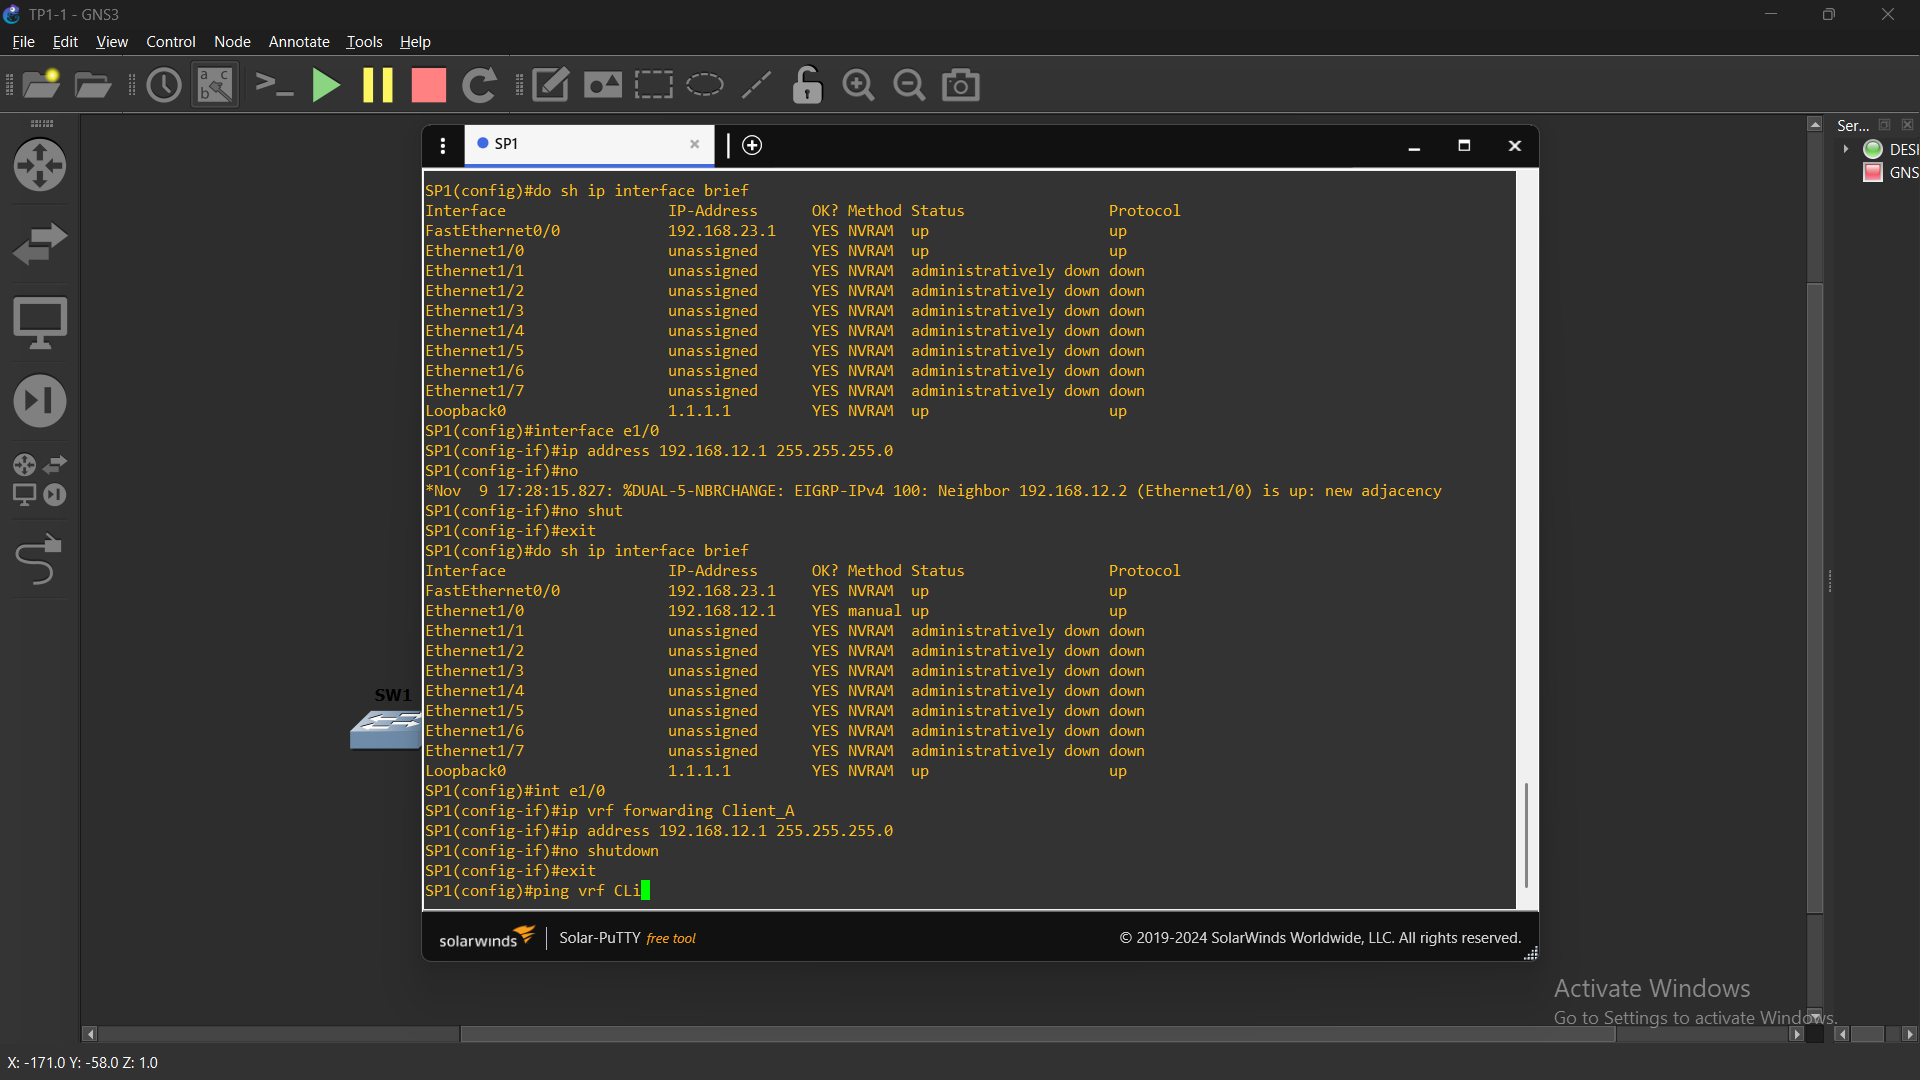 TP1-1 - GNS3
File Edit View Control Node Annotate Tools Help
a c
b
SP1
Ser...
DESI
GNS
SP1(config)#do sh ip interface brief
Interface IP-Address OK? Method Status Protocol
FastEthernet0/0 192.168.23.1 YES NVRAM up up
Ethernet1/0 unassigned YES NVRAM up up
Ethernet1/1 unassigned YES NVRAM administratively down down
Ethernet1/2 unassigned YES NVRAM administratively down down
Ethernet1/3 unassigned YES NVRAM administratively down down
Ethernet1/4 unassigned YES NVRAM administratively down down
Ethernet1/5 unassigned YES NVRAM administratively down down
Ethernet1/6 unassigned YES NVRAM administratively down down
Ethernet1/7 unassigned YES NVRAM administratively down down
Loopback0 1.1.1.1 YES NVRAM up up
SP1(config)#interface e1/0
SP1(config-if)#ip address 192.168.12.1 255.255.255.0
SP1(config-if)#no
*Nov  9 17:28:15.827: %DUAL-5-NBRCHANGE: EIGRP-IPv4 100: Neighbor 192.168.12.2 (Ethernet1/0) is up: new adjacency
SP1(config-if)#no shut
SP1(config-if)#exit
SP1(config)#do sh ip interface brief
Interface IP-Address OK? Method Status Protocol
FastEthernet0/0 192.168.23.1 YES NVRAM up up
Ethernet1/0 192.168.12.1 YES manual up up
Ethernet1/1 unassigned YES NVRAM administratively down down
Ethernet1/2 unassigned YES NVRAM administratively down down
Ethernet1/3 unassigned YES NVRAM administratively down down
Ethernet1/4 unassigned YES NVRAM administratively down down
Ethernet1/5 unassigned YES NVRAM administratively down down
Ethernet1/6 unassigned YES NVRAM administratively down down
Ethernet1/7 unassigned YES NVRAM administratively down down
Loopback0 1.1.1.1 YES NVRAM up up
SP1(config)#int e1/0
SP1(config-if)#ip vrf forwarding Client_A
SP1(config-if)#ip address 192.168.12.1 255.255.255.0
SP1(config-if)#no shutdown
SP1(config-if)#exit
SP1(config)#ping vrf CLi
SW1
solarwinds Solar-PuTTY free tool © 2019-2024 SolarWinds Worldwide, LLC. All rights reserved.
Activate Windows
Go to Settings to activate Windows.
X: -171.0 Y: -58.0 Z: 1.0